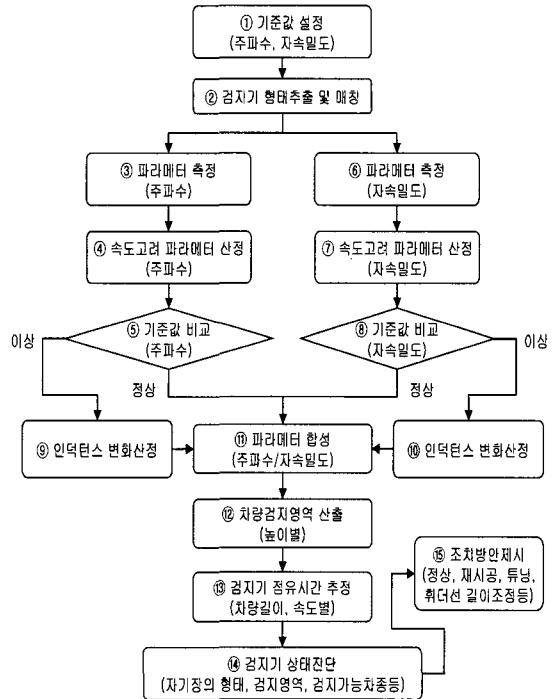 ① 기준값 설정
(주파수, 자속밀도)
② 검지기 형태추출 및 매칭
③ 파라메터 측정
(주파수)
⑥ 파라메터 측정
(자속밀도)
④ 속도고려 파라메터 산정
(주파수)
⑦ 속도고려 파라메터 산정
(자속밀도)
⑤ 기준값 비교
(주파수)
⑧ 기준값 비교
(자속밀도)
이상
이상
정상
정상
⑨ 인덕턴스 변화산정
⑪ 파라메터 합성
(주파수/자속밀도)
⑩ 인덕턴스 변화산정
⑫ 차량검지영역 산출
(높이별)
⑬ 검지기 점유시간 추정
(차량길이, 속도별)
⑭ 검지기 상태진단
(자기장의 형태, 검지영역, 검지가능차종등)
⑮ 조치방안제시
(정상, 재시공, 튜닝,
휘더선 길이조정등)